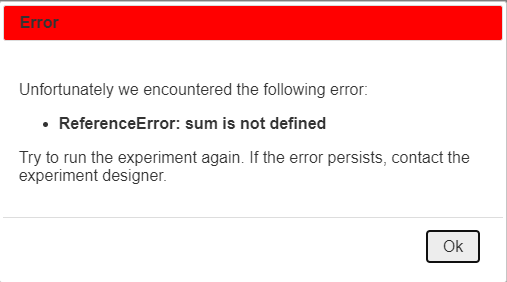 Error
Unfortunately we encountered the following error:
• ReferenceError: sum is not defined
Try to run the experiment again. If the error persists, contact the
experiment designer.
Ok